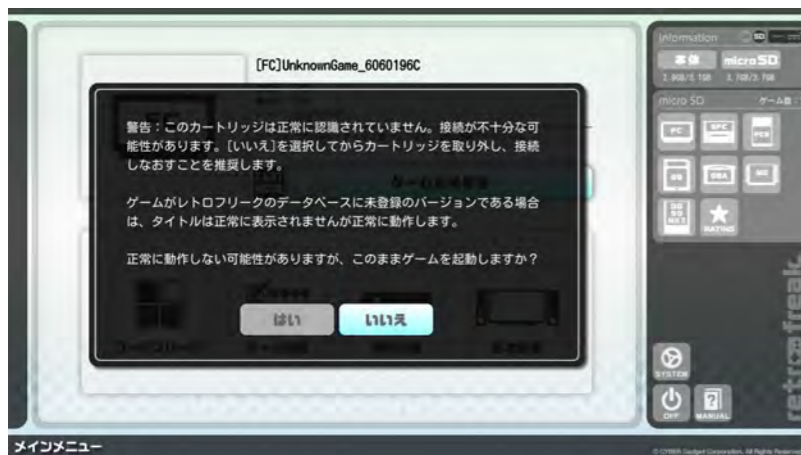 [FC]UnknownGame_6060196C
警告：このカートリッジは正常に認識されていません。接続が不十分な可
能性があります。[いいえ]を選択してからカートリッジを取り外し、接続
しなおすことを推奨します。
ゲームがレトロフリークのデータベースに未登録のバージョンである場合
は、タイトルは正常に表示されませんが正常に動作します。
正常に動作しない可能性がありますが、このままゲームを起動しますか？
はい
いいえ
Information
SD
本体
microSD
micro SD
ゲーム数：
FC
SFC
PCE
GB
GBA
MD
RATING
SYSTEM
OFF
MANUAL
retro freak
メインメニュー
© CYBER Gadget Corporation. All Rights Reserved.